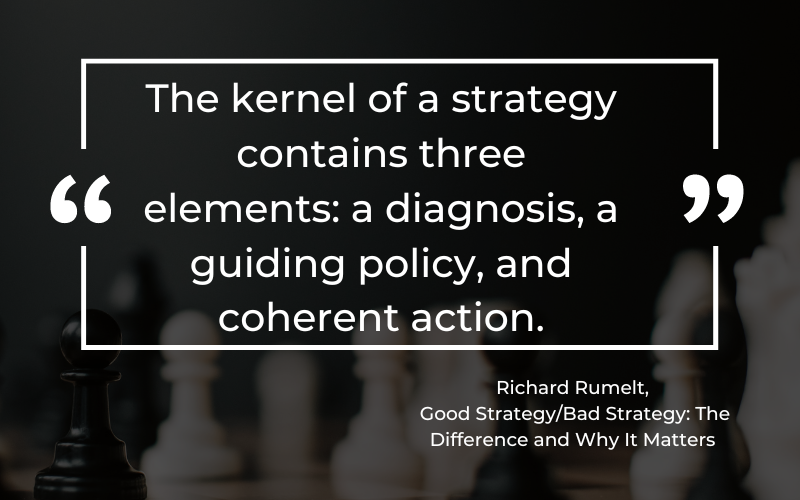 The kernel of a strategy
contains three
“ elements: a diagnosis, a ”
guiding policy, and
coherent action.
Richard Rumelt,
Good Strategy/Bad Strategy: The
Difference and Why It Matters